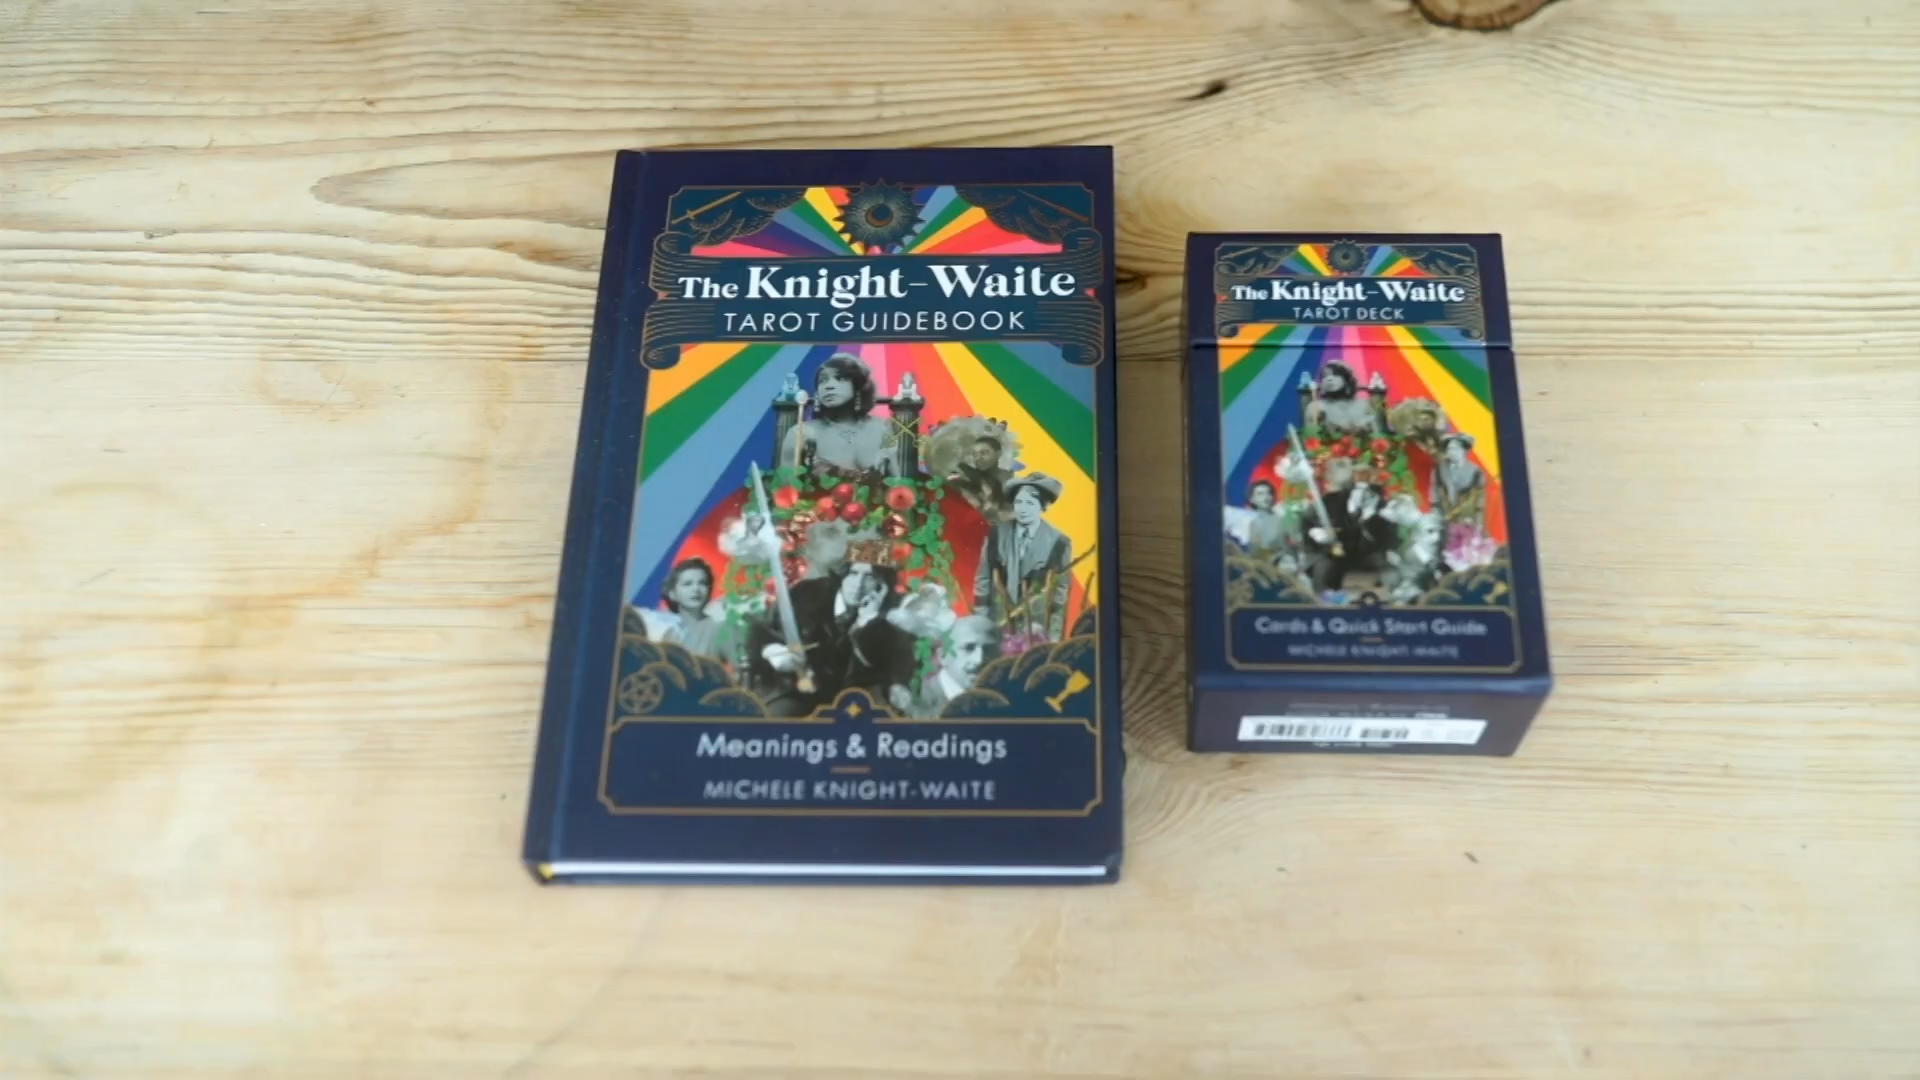 The Knight-Waite
TAROT GUIDEBOOK
Meanings & Readings
MICHELE KNIGHT-WAITE
The Knight-Waite
TAROT DECK
Cards & Quick Start Guide
MICHELE KNIGHT-WAITE